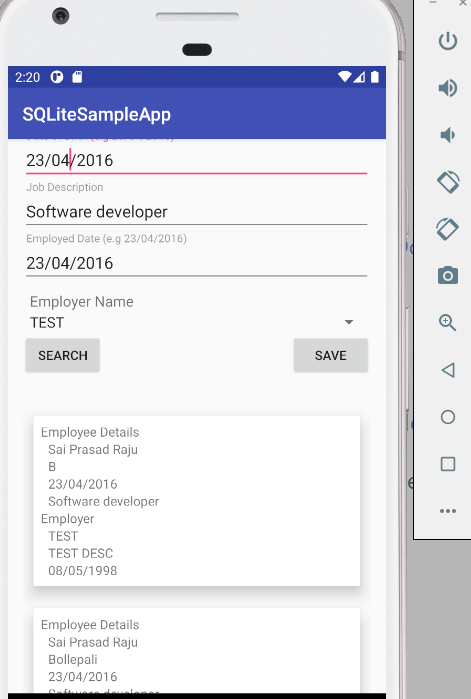 2:20
SQLiteSampleApp
23/04/2016
Job Description
Software developer
Employed Date (e.g 23/04/2016)
23/04/2016
Employer Name
TEST
SEARCH SAVE
Employee Details
Sai Prasad Raju
B
23/04/2016
Software developer
Employer
TEST
TEST DESC
08/05/1998
Employee Details
Sai Prasad Raju
Bollepali
23/04/2016
Software developer